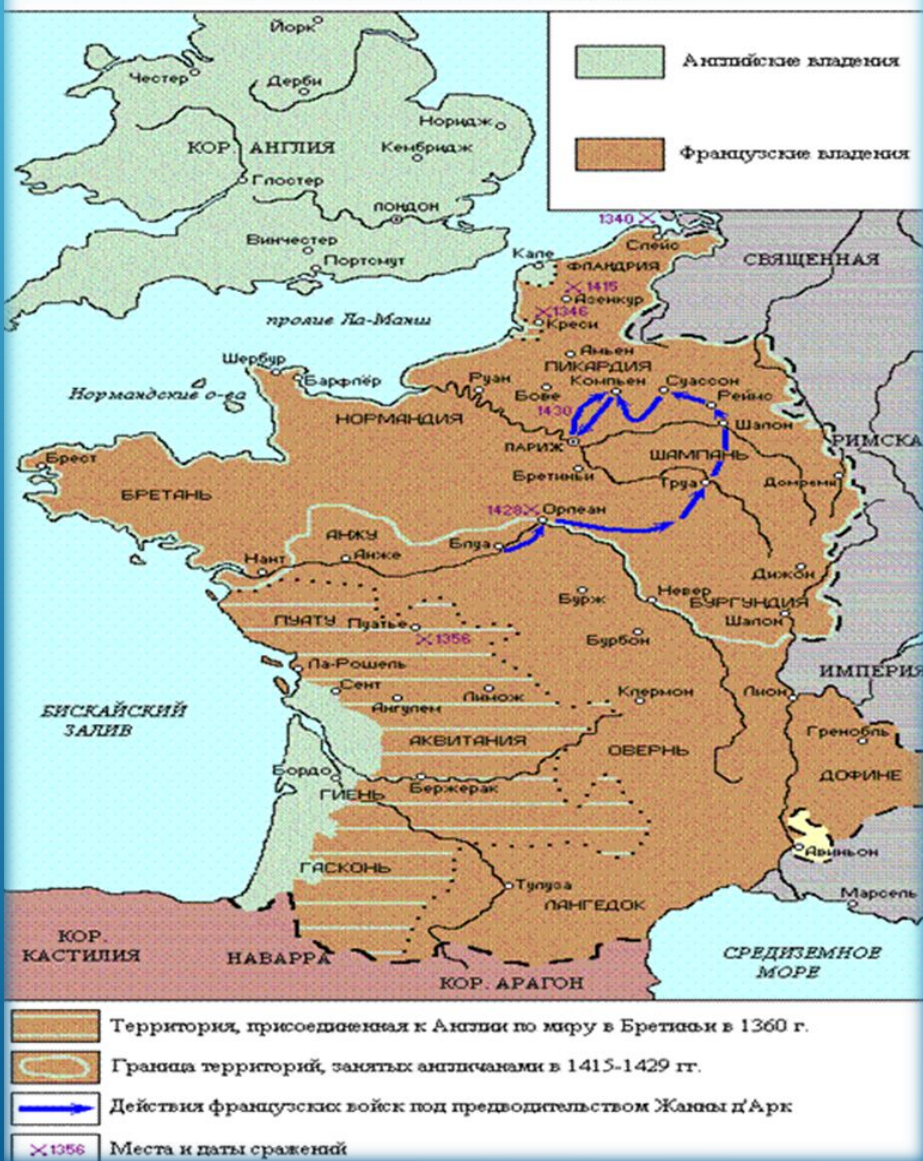 Йорк
Честер
Дерби
Норидж
КОР. АНГЛИЯ
Кембридж
Глостер
ЛОНДОН
Винчестер
Портсмут
Английские владения
Французские владения
1340
Слейс
Кале
ФЛАНДРИЯ
СВЯЩЕННАЯ
1415
Азенкур
1346
Креси
пролив Ла-Манш
Амьен
ПИКАРДИЯ
Шербур
Барфлёр
Руан
Бове
Компьен
Суассон
Реймс
Нормандские о-ева
1430
НОРМАНДИЯ
Шалон
ПАРИЖ
ШАМПАНЬ
РИМСКА
Брест
Бретиньи
Труа
Домреми
БРЕТАНЬ
1428
Орлеан
АНЖУ
Блуа
Нант
Анже
Дижон
Бурж
Невер
БУРГУНДИЯ
Шалон
ПУАТУ
Пуатье
1356
Бурбон
Ла-Рошель
ИМПЕРИЯ
Сент
Ангулем
Лимож
Клермон
Лион
БИСКАЙСКИЙ
ЗАЛИВ
Гренобль
АКВИТАНИЯ
ОВЕРНЬ
ДОФИНЕ
Бордо
ГИЕНЬ
Бержерак
Авиньон
ГАСКОНЬ
Тулуза
Марсель
ЛАНГЕДОК
КОР.
КАСТИЛИЯ
НАВАРРА
СРЕДИЗЕМНОЕ
МОРЕ
КОР. АРАГОН
Территория, присоединенная к Англии по миру в Бретиньи в 1360 г.
Граница территорий, занятых англичанами в 1415-1429 гг.
Действия французских войск под предводительством Жанны д'Арк
1356 Места и даты сражений